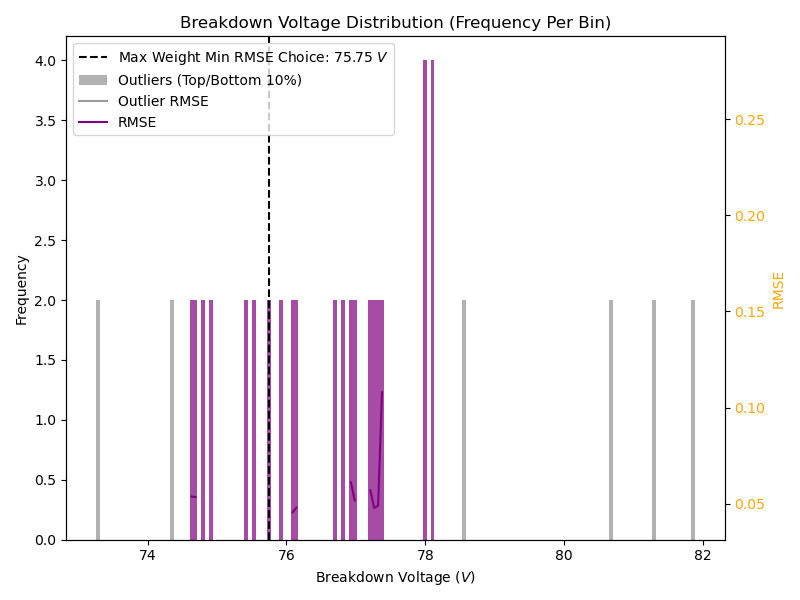 Breakdown Voltage Distribution (Frequency Per Bin)
Max Weight Min RMSE Choice: 75.75 V
Outliers (Top/Bottom 10%)
Outlier RMSE
RMSE
Frequency
4.0
3.5
3.0
2.5
2.0
1.5
1.0
0.5
0.0
74
76
78
80
82
Breakdown Voltage (V)
0.25
0.20
0.15
0.10
0.05
RMSE